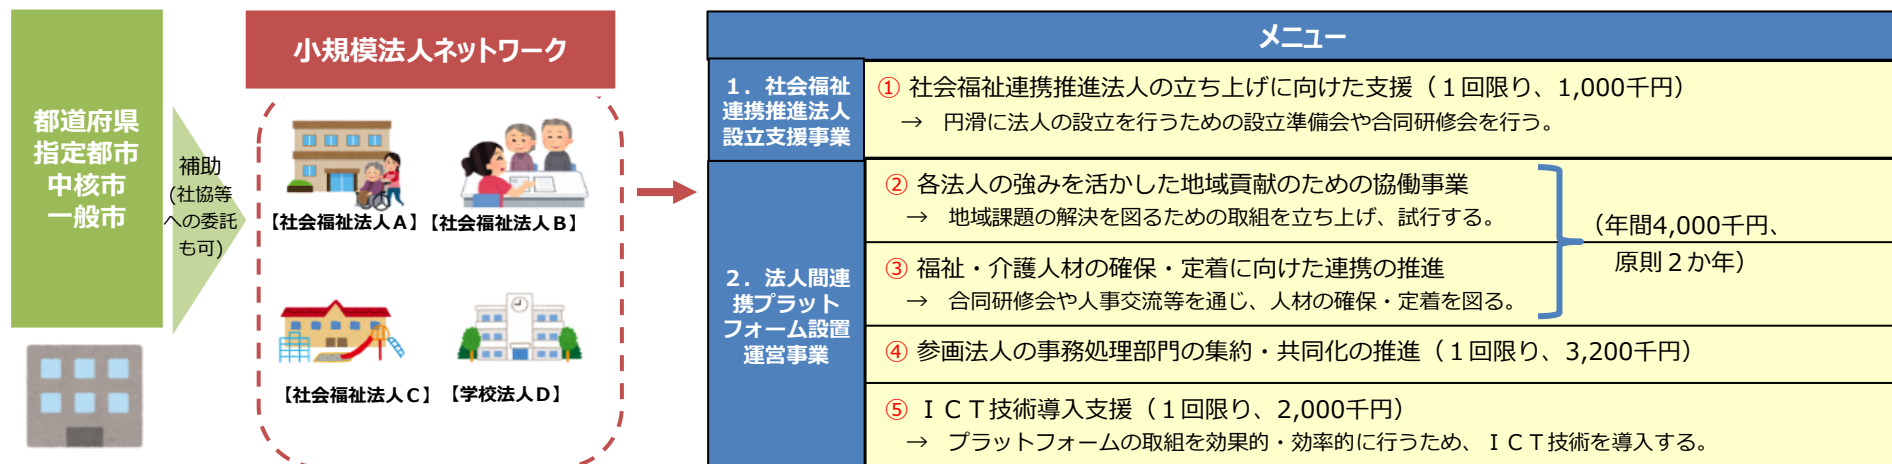 都道府県
指定都市
中核市
一般市
補助
(社協等
への委託
も可)
小規模法人ネットワーク
【社会福祉法人A】
【社会福祉法人B】
【社会福祉法人C】
【学校法人D】
メニュー
1．社会福祉
連携推進法人
設立支援事業
① 社会福祉連携推進法人の立ち上げに向けた支援（１回限り、1,000千円）
→　円滑に法人の設立を行うための設立準備会や合同研修会を行う。
2．法人間連
携プラット
フォーム設置
運営事業
② 各法人の強みを活かした地域貢献のための協働事業
→　地域課題の解決を図るための取組を立ち上げ、試行する。
③ 福祉・介護人材の確保・定着に向けた連携の推進
→　合同研修会や人事交流等を通じ、人材の確保・定着を図る。
（年間4,000千円、
原則２か年）
④ 参画法人の事務処理部門の集約・共同化の推進（１回限り、3,200千円）
⑤ ＩＣＴ技術導入支援（１回限り、2,000千円）
→　プラットフォームの取組を効果的・効率的に行うため、ＩＣＴ技術を導入する。